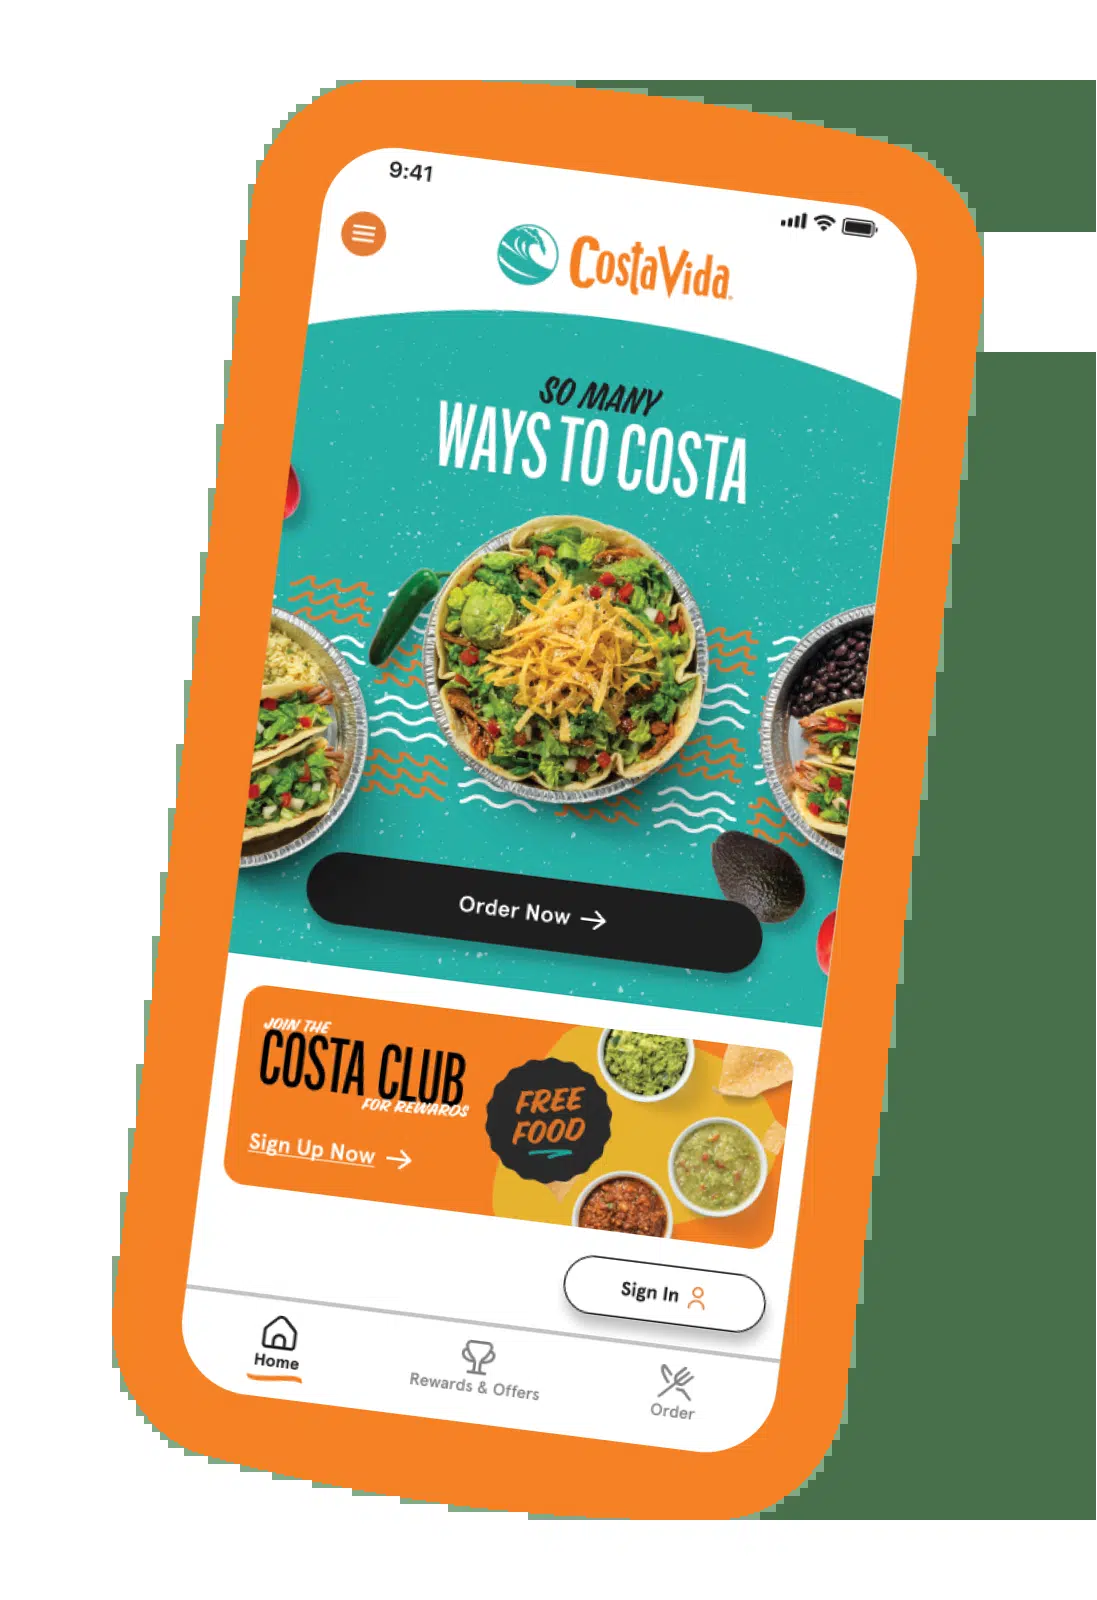 9:41
CostaVida
SO MANY
WAYS TO COSTA
Order Now →
JOIN THE
COSTA CLUB
FOR REWARDS
Sign Up Now →
FREE
FOOD
Sign In
Home
Rewards & Offers
Order